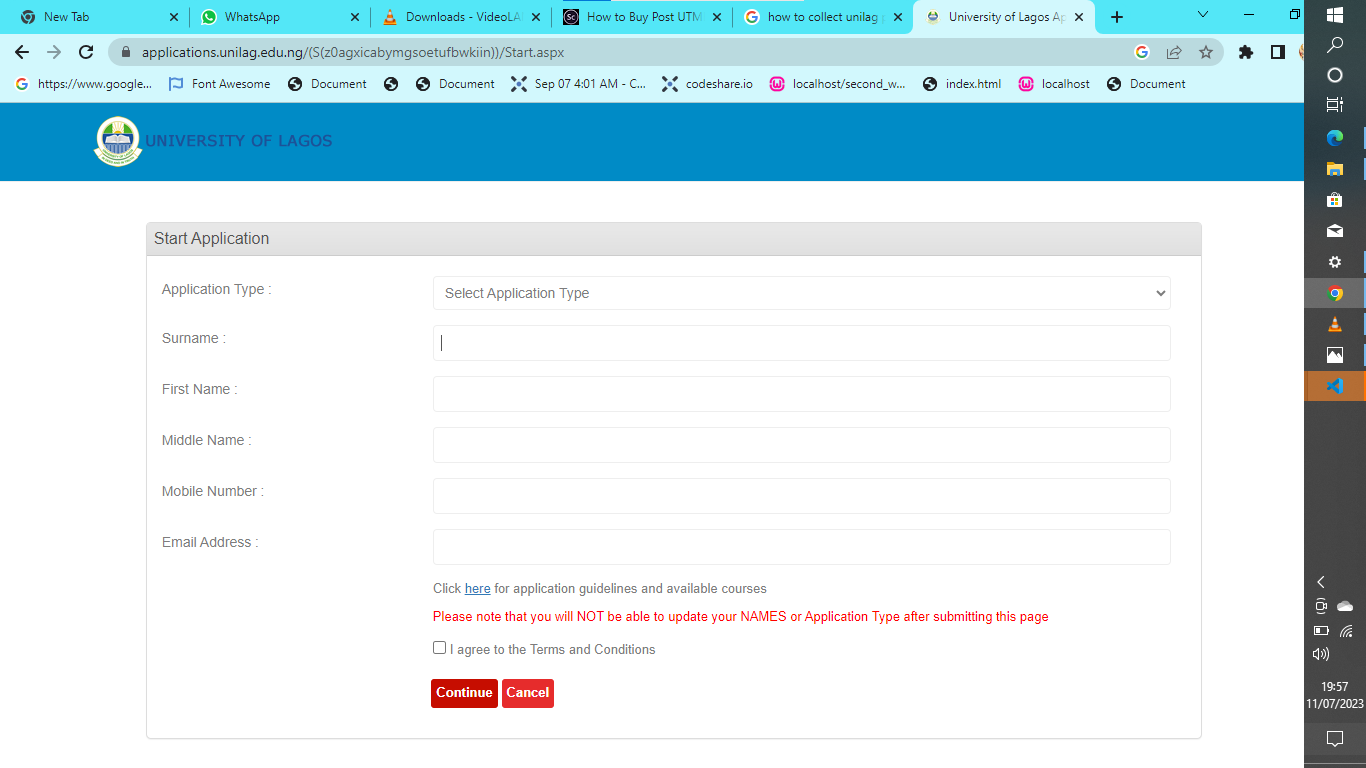 New Tab
WhatsApp
Downloads - VideoLA
How to Buy Post UTM
how to collect unilag p
University of Lagos Ap
applications.unilag.edu.ng/(S(z0agxicabymgsoetufbwkiin))/Start.aspx
https://www.google...
Font Awesome
Document
Document
Sep 07 4:01 AM - C...
codeshare.io
localhost/second_w...
index.html
localhost
Document
UNIVERSITY OF LAGOS
Start Application
Application Type :
Select Application Type
Surname :
First Name :
Middle Name :
Mobile Number :
Email Address :
Click here for application guidelines and available courses
Please note that you will NOT be able to update your NAMES or Application Type after submitting this page
I agree to the Terms and Conditions
Continue
Cancel
19:57
11/07/2023